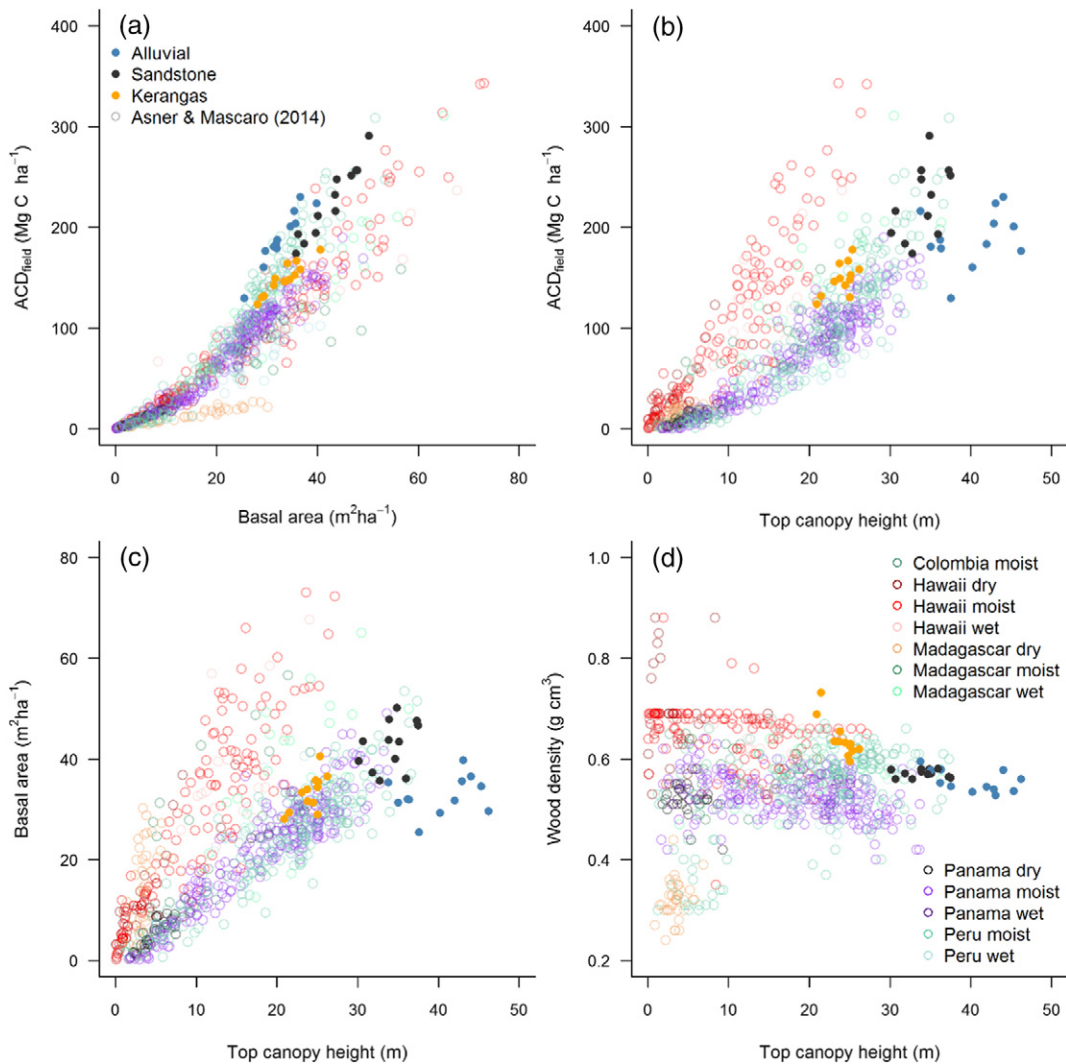 (a)
400
300
200
100
0
ACDfield (Mg C ha−1)
Alluvial
Sandstone
Kerangas
Asner & Mascaro (2014)
0 20 40 60 80
Basal area (m2ha−1)
(b)
400
300
200
100
0
ACDfield (Mg C ha−1)
0 10 20 30 40 50
Top canopy height (m)
(c)
80
60
40
20
0
Basal area (m2ha−1)
0 10 20 30 40 50
Top canopy height (m)
(d)
1.0
0.8
0.6
0.4
0.2
Wood density (g cm3)
Colombia moist
Hawaii dry
Hawaii moist
Hawaii wet
Madagascar dry
Madagascar moist
Madagascar wet
Panama dry
Panama moist
Panama wet
Peru moist
Peru wet
0 10 20 30 40 50
Top canopy height (m)